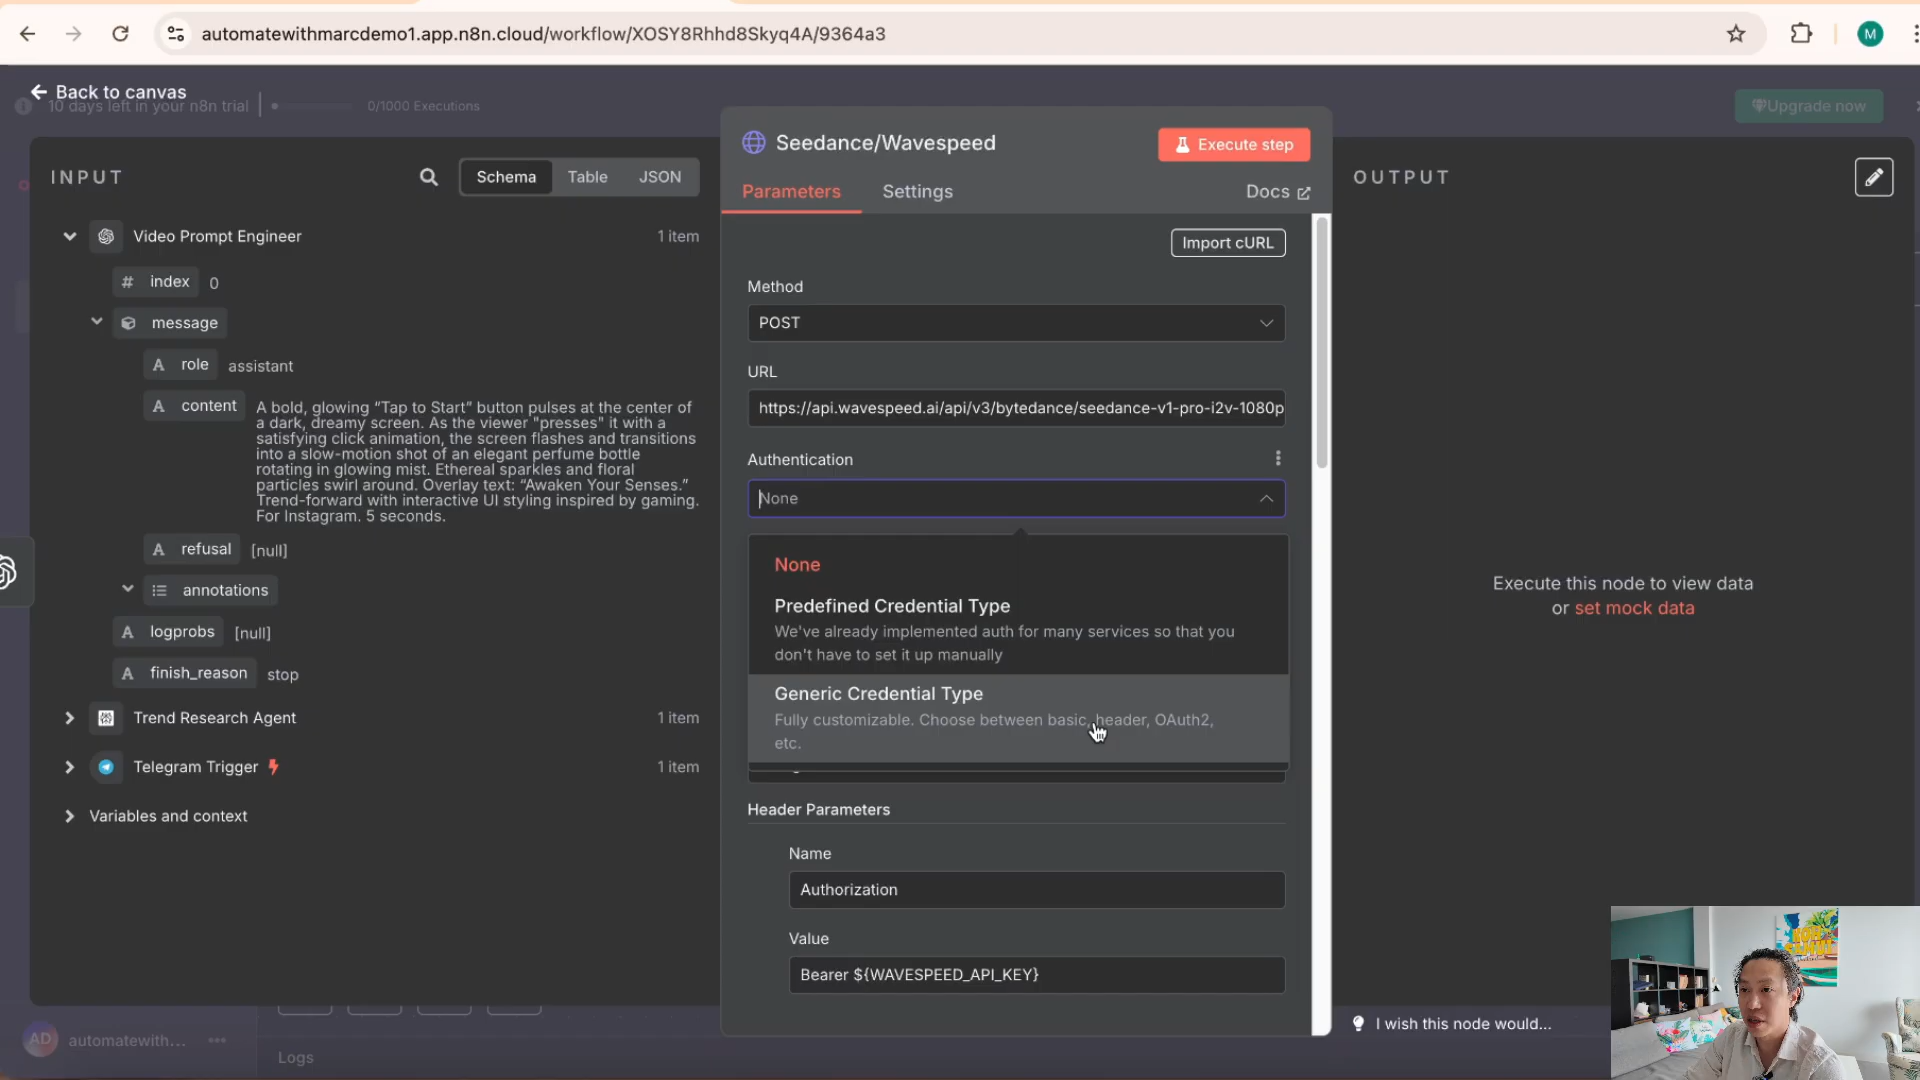 automatewithmarcdemo1.app.n8n.cloud/workflow/XOSY8Rhhd8Skyq4A/9364a3
M
Back to canvas
10 days left in your n8n trial
0/1000 Executions
Upgrade now
INPUT
Schema
Table
JSON
Video Prompt Engineer
1 item
# index
0
message
A role
assistant
A content
A bold, glowing “Tap to Start” button pulses at the center of
a dark, dreamy screen. As the viewer "presses" it with a
satisfying click animation, the screen flashes and transitions
into a slow-motion shot of an elegant perfume bottle
rotating in glowing mist. Ethereal sparkles and floral
particles swirl around. Overlay text: “Awaken Your Senses.”
Trend-forward with interactive UI styling inspired by gaming.
For Instagram. 5 seconds.
A refusal
[null]
annotations
A logprobs
[null]
A finish_reason
stop
Trend Research Agent
1 item
Telegram Trigger
1 item
Variables and context
AD
automatewith...
Logs
Seedance/Wavespeed
Execute step
Parameters
Settings
Docs
Import cURL
Method
POST
URL
https://api.wavespeed.ai/api/v3/bytedance/seedance-v1-pro-i2v-1080p
Authentication
None
None
Predefined Credential Type
We've already implemented auth for many services so that you
don't have to set it up manually
Generic Credential Type
Fully customizable. Choose between basic, header, OAuth2,
etc.
Header Parameters
Name
Authorization
Value
Bearer ${WAVESPEED_API_KEY}
OUTPUT
Execute this node to view data
or set mock data
I wish this node would...
KOH
SAMUI